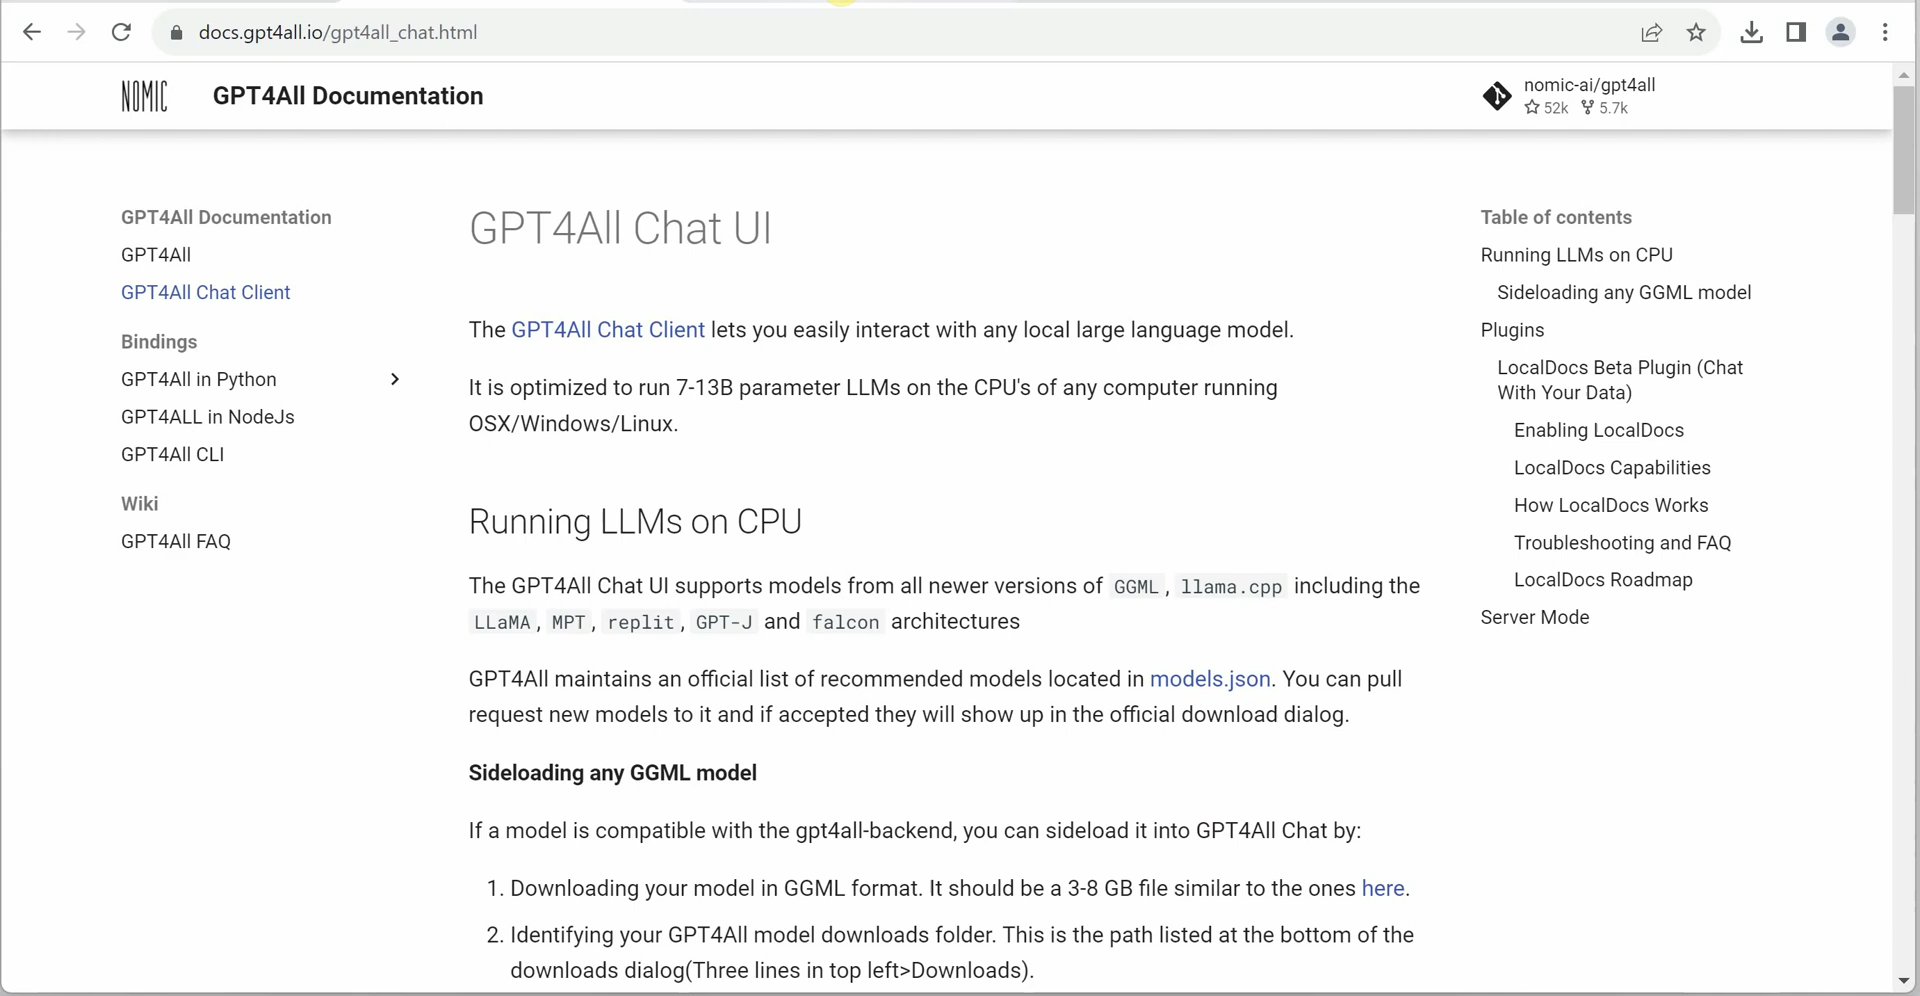 docs.gpt4all.io/gpt4all_chat.html
NOMIC
GPT4All Documentation
nomic-ai/gpt4all
52k 5.7k
GPT4All Documentation
GPT4All
GPT4All Chat Client
Bindings
GPT4All in Python
GPT4ALL in NodeJs
GPT4All CLI
Wiki
GPT4All FAQ
GPT4All Chat UI
The GPT4All Chat Client lets you easily interact with any local large language model.
It is optimized to run 7-13B parameter LLMs on the CPU's of any computer running
OSX/Windows/Linux.
Running LLMs on CPU
The GPT4All Chat UI supports models from all newer versions of GGML, llama.cpp including the
LLaMA, MPT, replit, GPT-J and falcon architectures
GPT4All maintains an official list of recommended models located in models.json. You can pull
request new models to it and if accepted they will show up in the official download dialog.
Sideloading any GGML model
If a model is compatible with the gpt4all-backend, you can sideload it into GPT4All Chat by:
1. Downloading your model in GGML format. It should be a 3-8 GB file similar to the ones here.
2. Identifying your GPT4All model downloads folder. This is the path listed at the bottom of the
downloads dialog(Three lines in top left>Downloads).
Table of contents
Running LLMs on CPU
Sideloading any GGML model
Plugins
LocalDocs Beta Plugin (Chat
With Your Data)
Enabling LocalDocs
LocalDocs Capabilities
How LocalDocs Works
Troubleshooting and FAQ
LocalDocs Roadmap
Server Mode